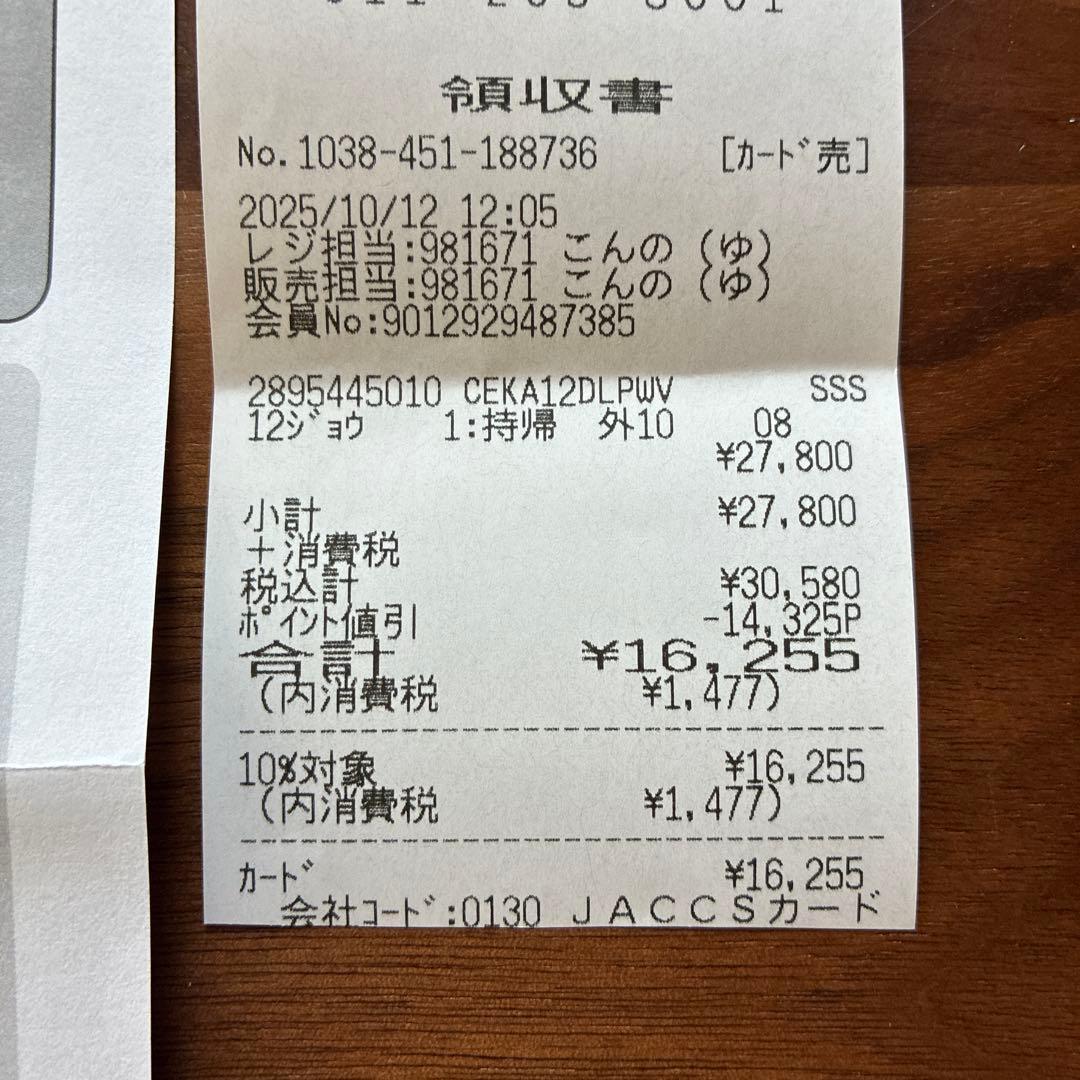 領収書
No.1038-451-188736 [ｶｰﾄﾞ売]
2025/10/12 12:05
レジ担当:981671 こんの (ゆ)
販売担当:981671 こんの (ゆ)
会員No:9012929487385
2895445010 CEKA12DLPWV SSS
12ｼﾞｮｳ 1:持帰 外10 08
¥27,800
小計 ¥27,800
＋消費税
税込計 ¥30,580
ﾎﾟｲﾝﾄ値引 -14,325P
合計 ¥16,255
(内消費税 ¥1,477)
10%対象 ¥16,255
(内消費税 ¥1,477)
ｶｰﾄﾞ ¥16,255
会社ｺｰﾄﾞ:0130 ＪＡＣＣＳカード